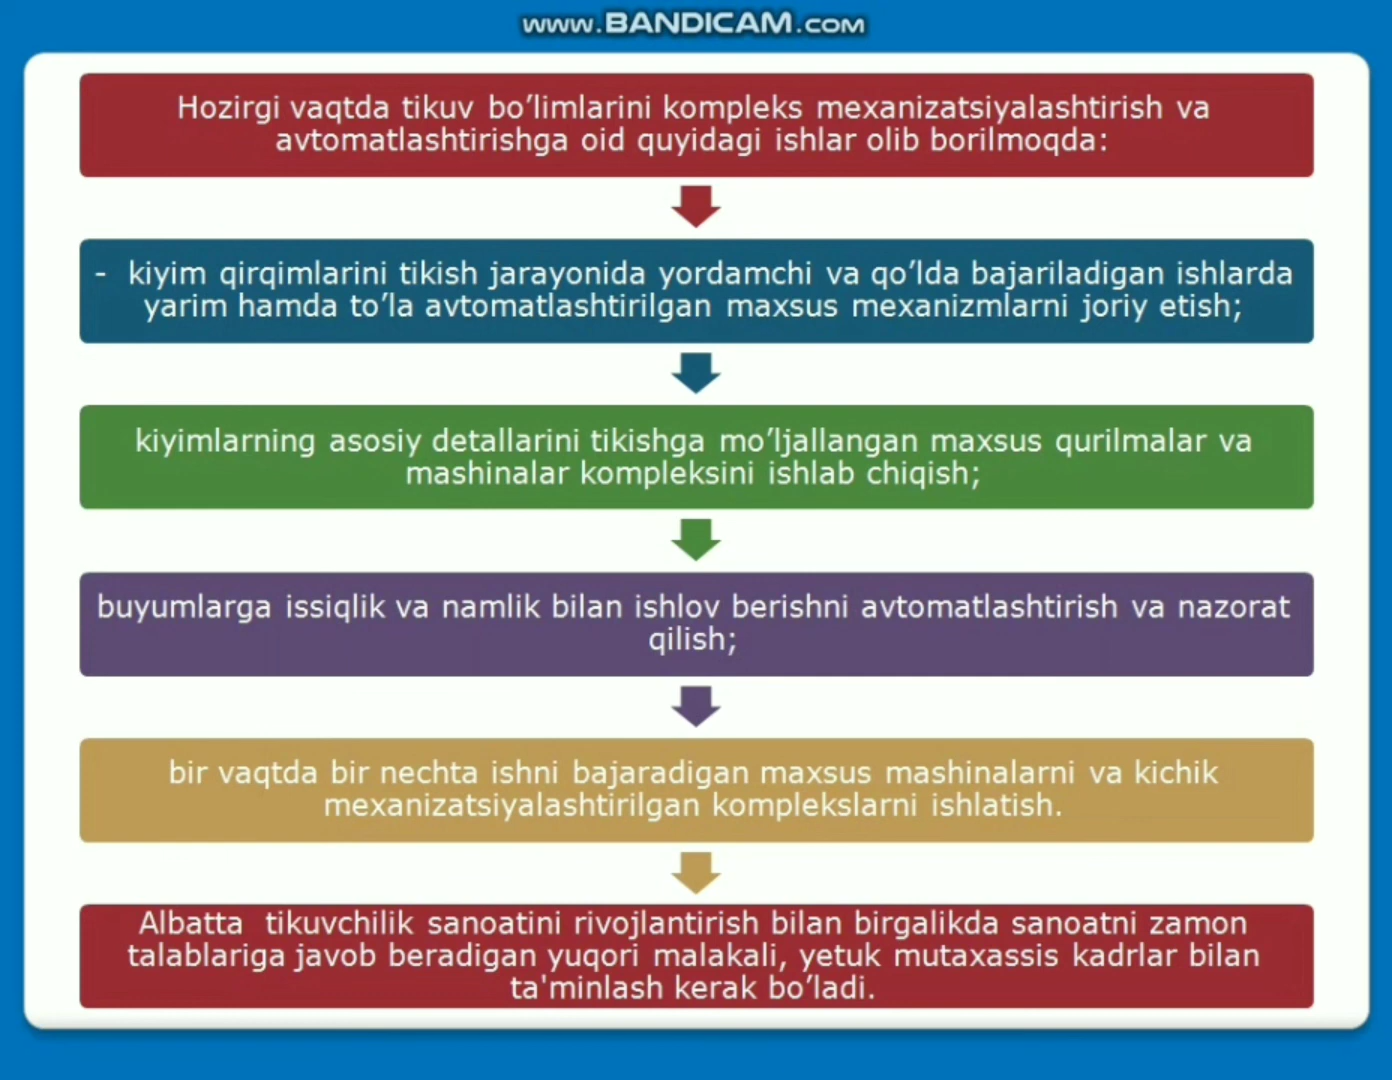 www.BANDICAM.com
Hozirgi vaqtda tikuv bo’limlarini kompleks mexanizatsiyalashtirish va
avtomatlashtirishga oid quyidagi ishlar olib borilmoqda:
- kiyim qirqimlarini tikish jarayonida yordamchi va qo’lda bajariladigan ishlarda
yarim hamda to’la avtomatlashtirilgan maxsus mexanizmlarni joriy etish;
kiyimlarning asosiy detallarini tikishga mo’ljallangan maxsus qurilmalar va
mashinalar kompleksini ishlab chiqish;
buyumlarga issiqlik va namlik bilan ishlov berishni avtomatlashtirish va nazorat
qilish;
bir vaqtda bir nechta ishni bajaradigan maxsus mashinalarni va kichik
mexanizatsiyalashtirilgan komplekslarni ishlatish.
Albatta tikuvchilik sanoatini rivojlantirish bilan birgalikda sanoatni zamon
talablariga javob beradigan yuqori malakali, yetuk mutaxassis kadrlar bilan
ta'minlash kerak bo’ladi.